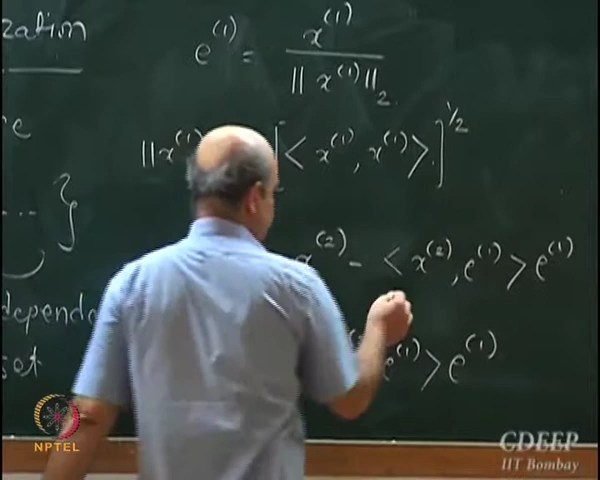 zation
e^(1) = x^(1) / ||x^(1)||_2
||x^(1) [<x^(1), x^(1)>]^1/2
... }
x^(2) - <x^(2), e^(1)> e^(1)
e^(1)> e^(1)
depende
set
NPTEL
CDEEP
IIT Bombay